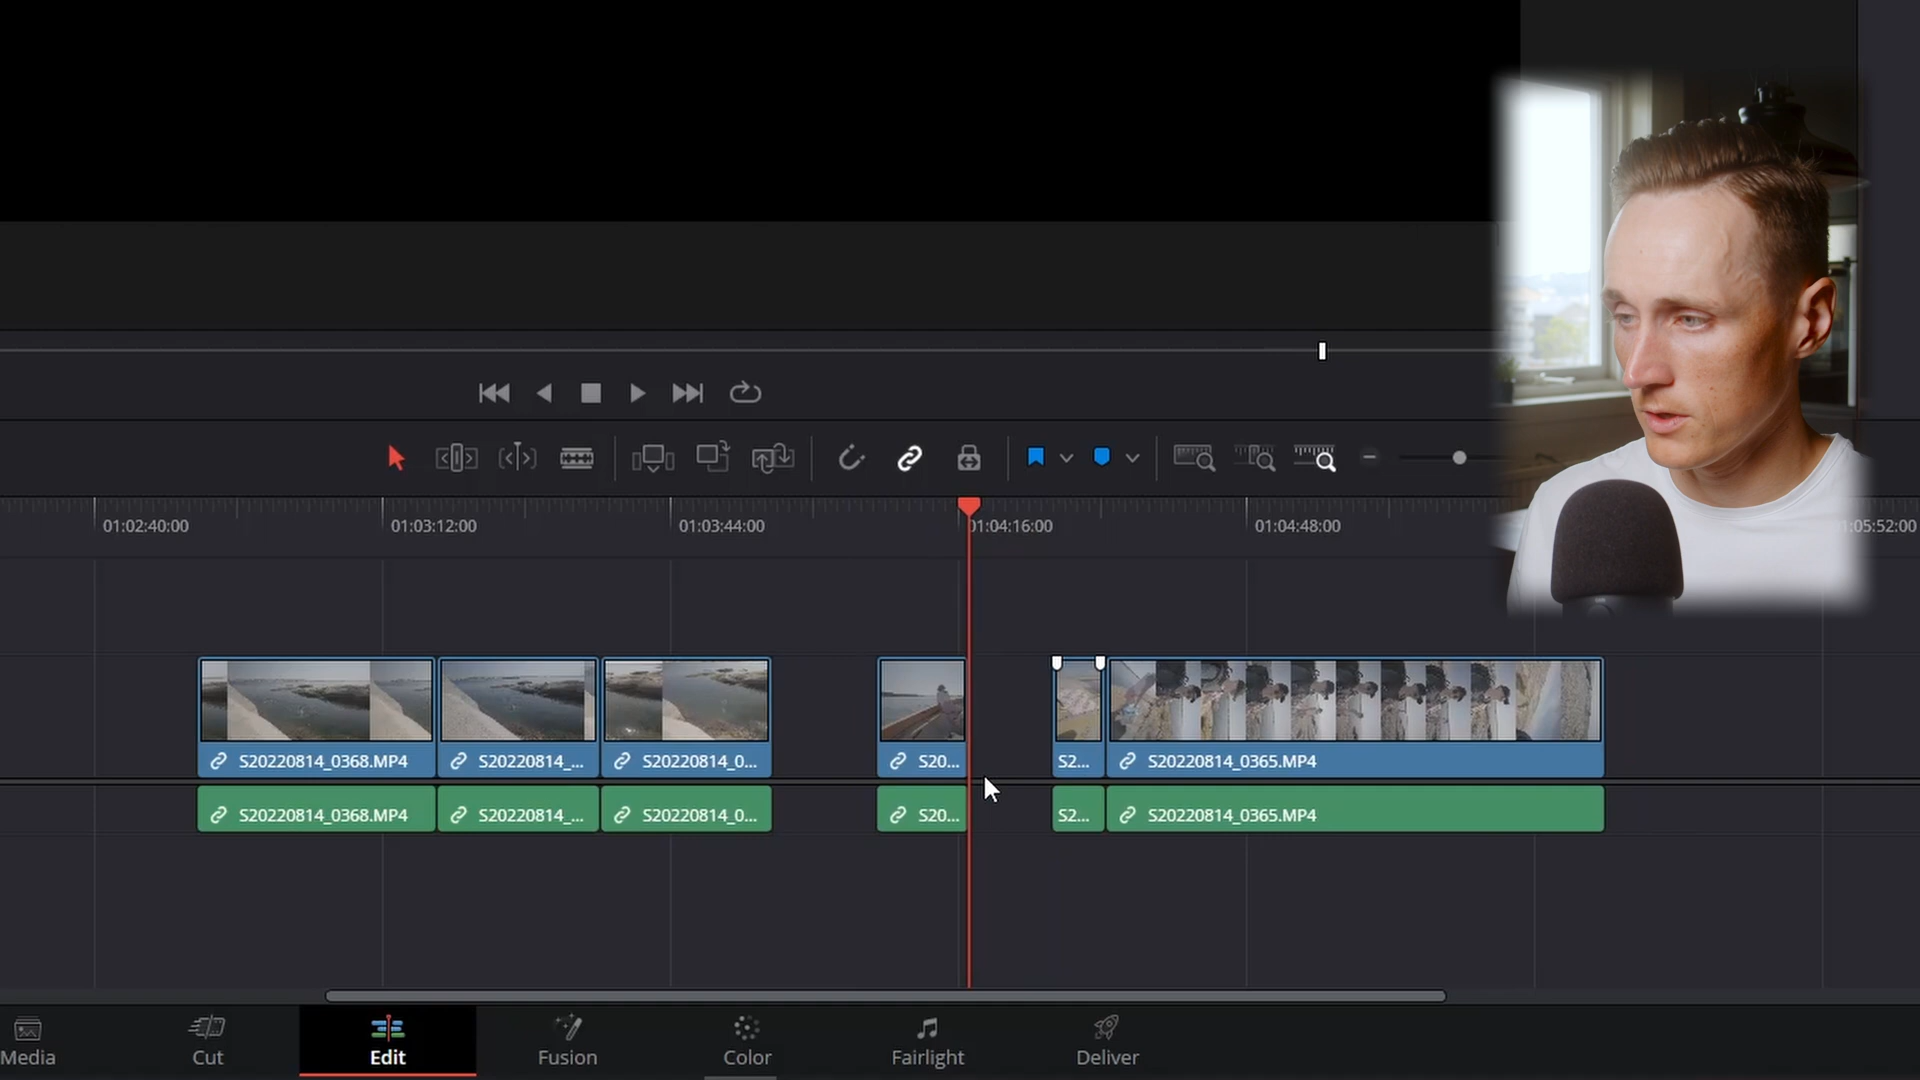 01:02:40:00 01:03:12:00 01:03:44:00 01:04:16:00 01:04:48:00 01:05:52:00
S20220814_0368.MP4 S20220814_... S20220814_0... S20... S2... S20220814_0365.MP4
S20220814_0368.MP4 S20220814_... S20220814_0... S20... S2... S20220814_0365.MP4
Media Cut Edit Fusion Color Fairlight Deliver